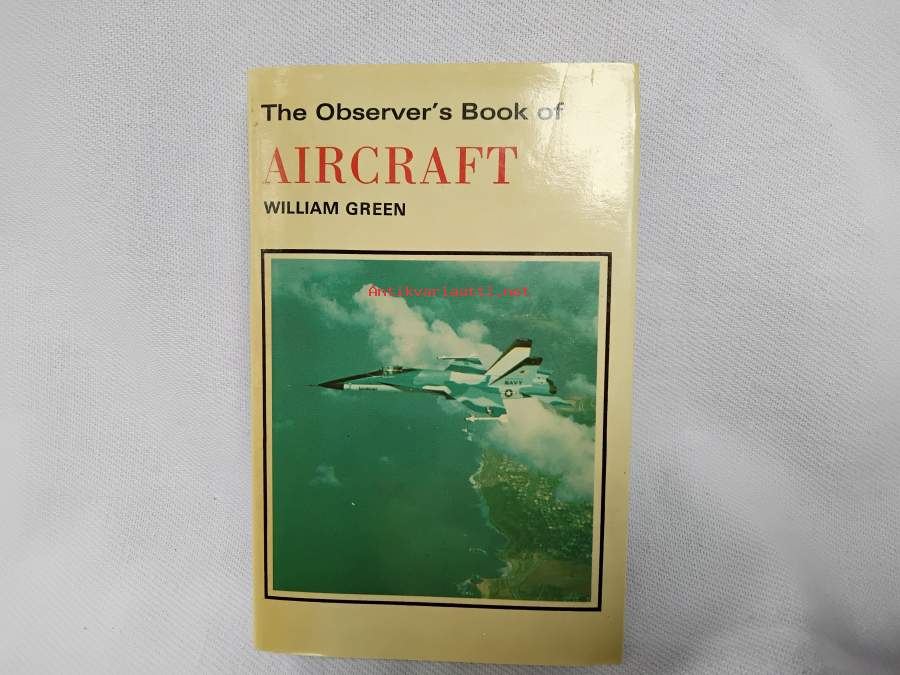 The Observer's Book of
AIRCRAFT
WILLIAM GREEN
Antikvariaatti.net
NAVY